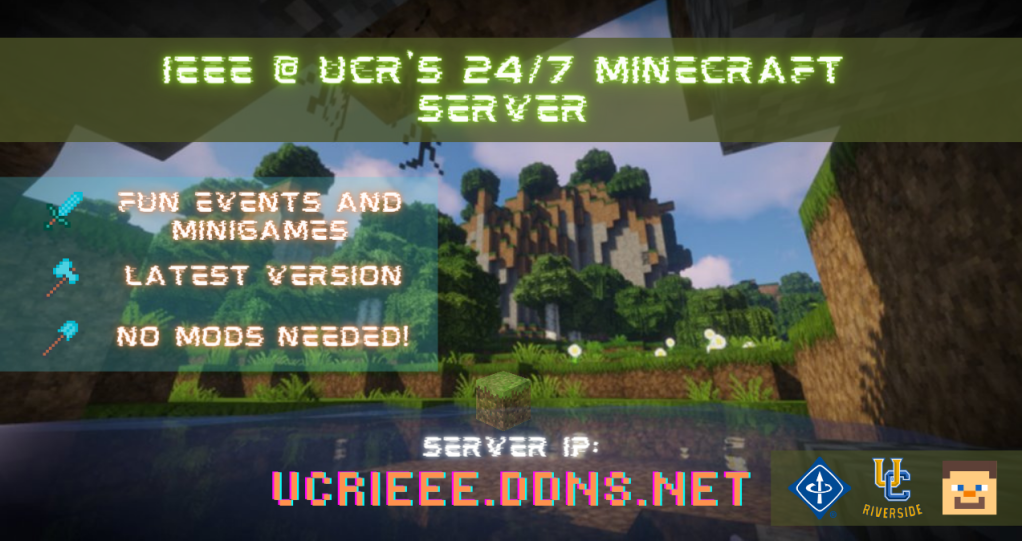 IEEE @ UCR'S 24/7 MINECRAFT
SERVER
FUN EVENTS AND
MINIGAMES
LATEST VERSION
NO MODS NEEDED!
SERVER IP:
UCRIEEE.DDNS.NET
UC
RIVERSIDE